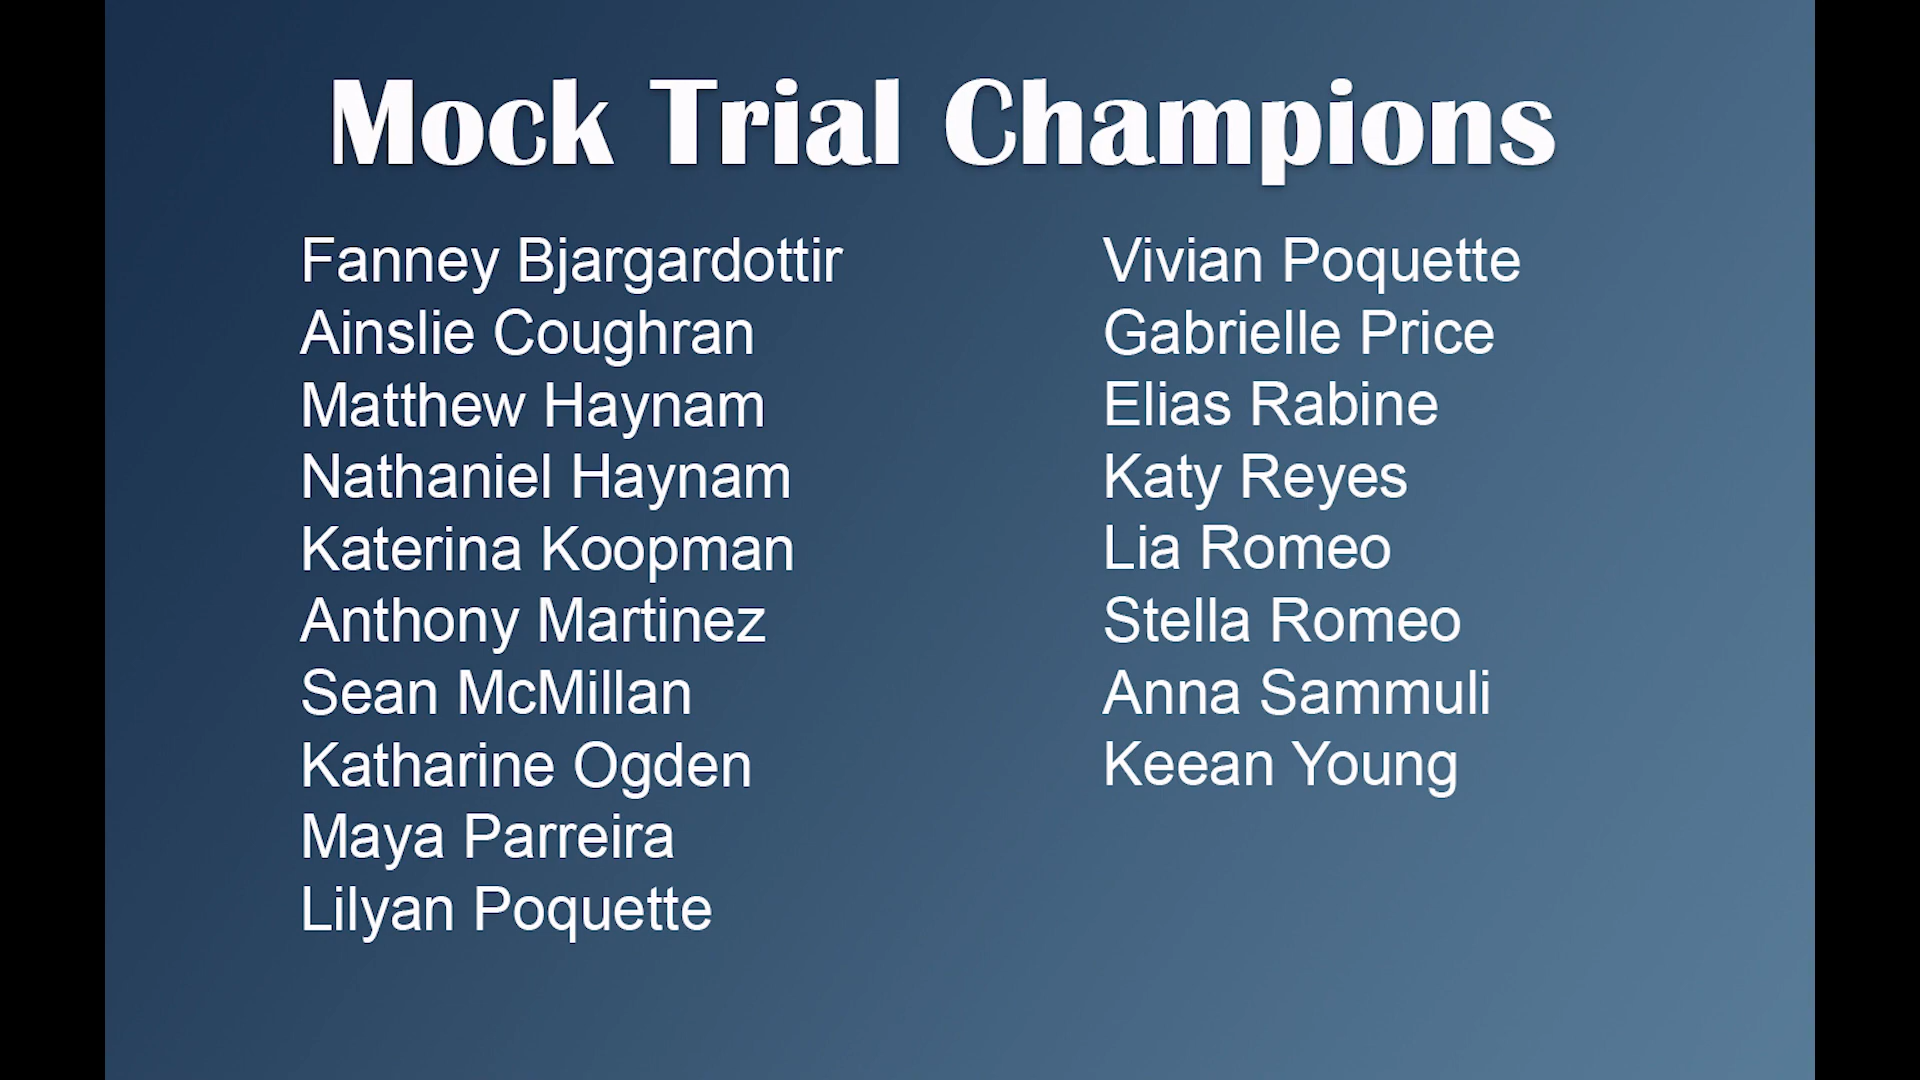 Mock Trial Champions
Fanney Bjargardottir
Ainslie Coughran
Matthew Haynam
Nathaniel Haynam
Katerina Koopman
Anthony Martinez
Sean McMillan
Katharine Ogden
Maya Parreira
Lilyan Poquette
Vivian Poquette
Gabrielle Price
Elias Rabine
Katy Reyes
Lia Romeo
Stella Romeo
Anna Sammuli
Keean Young